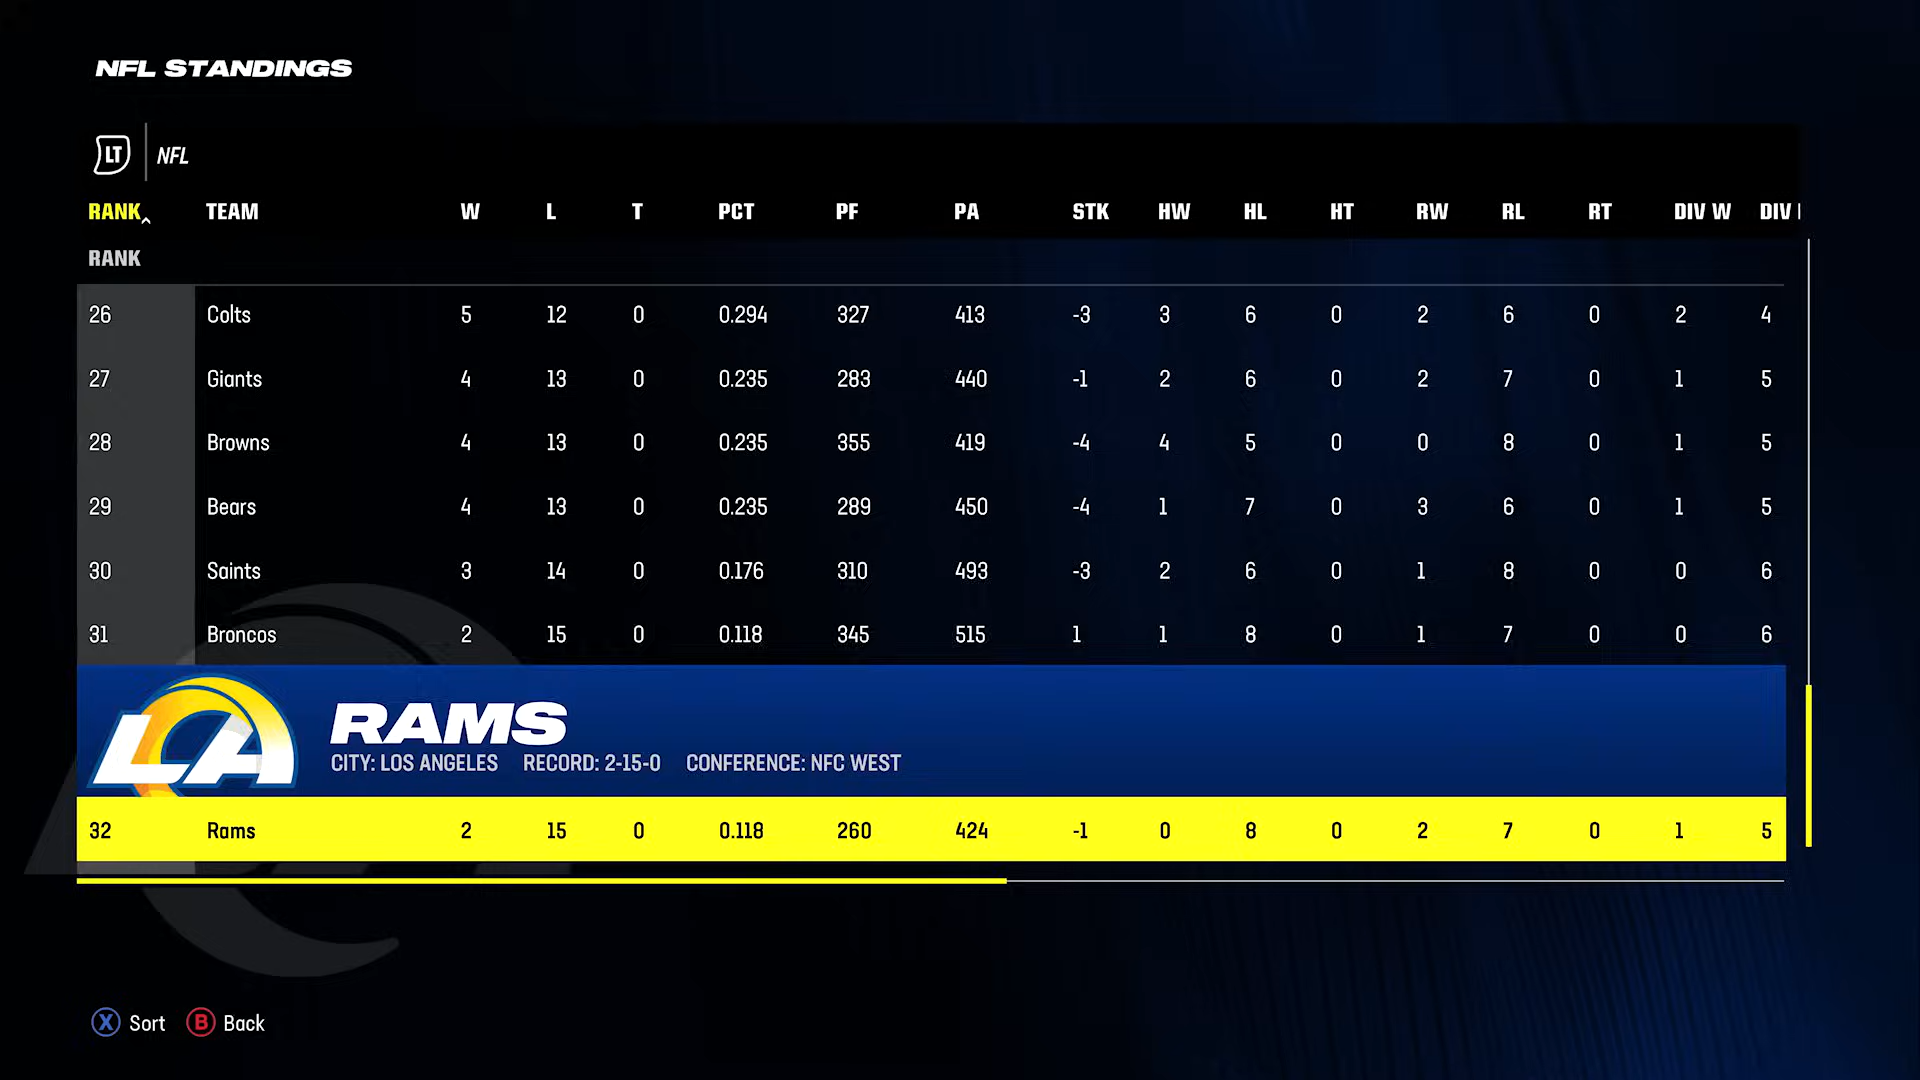 NFL STANDINGS
LT NFL
RANK TEAM W L T PCT PF PA STK HW HL HT RW RL RT DIV W DIV
RANK
26 Colts 5 12 0 0.294 327 413 -3 3 6 0 2 6 0 2 4
27 Giants 4 13 0 0.235 283 440 -1 2 6 0 2 7 0 1 5
28 Browns 4 13 0 0.235 355 419 -4 4 5 0 0 8 0 1 5
29 Bears 4 13 0 0.235 289 450 -4 1 7 0 3 6 0 1 5
30 Saints 3 14 0 0.176 310 493 -3 2 6 0 1 8 0 0 6
31 Broncos 2 15 0 0.118 345 515 1 1 8 0 1 7 0 0 6
LA RAMS
CITY: LOS ANGELES RECORD: 2-15-0 CONFERENCE: NFC WEST
32 Rams 2 15 0 0.118 260 424 -1 0 8 0 2 7 0 1 5
X Sort B Back